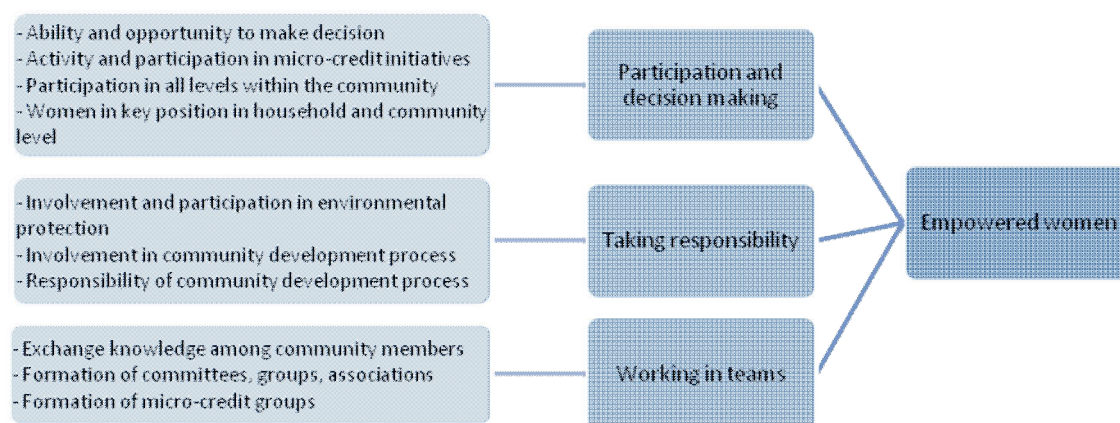 - Ability and opportunity to make decision
- Activity and participation in micro-credit initiatives
- Participation in all levels within the community
- Women in key position in household and community
level
Participation and
decision making
- Involvement and participation in environmental
protection
- Involvement in community development process
- Responsibility of community development process
Taking responsibility
Empowered women
- Exchange knowledge among community members
- Formation of committees, groups, associations
- Formation of micro-credit groups
Working in teams